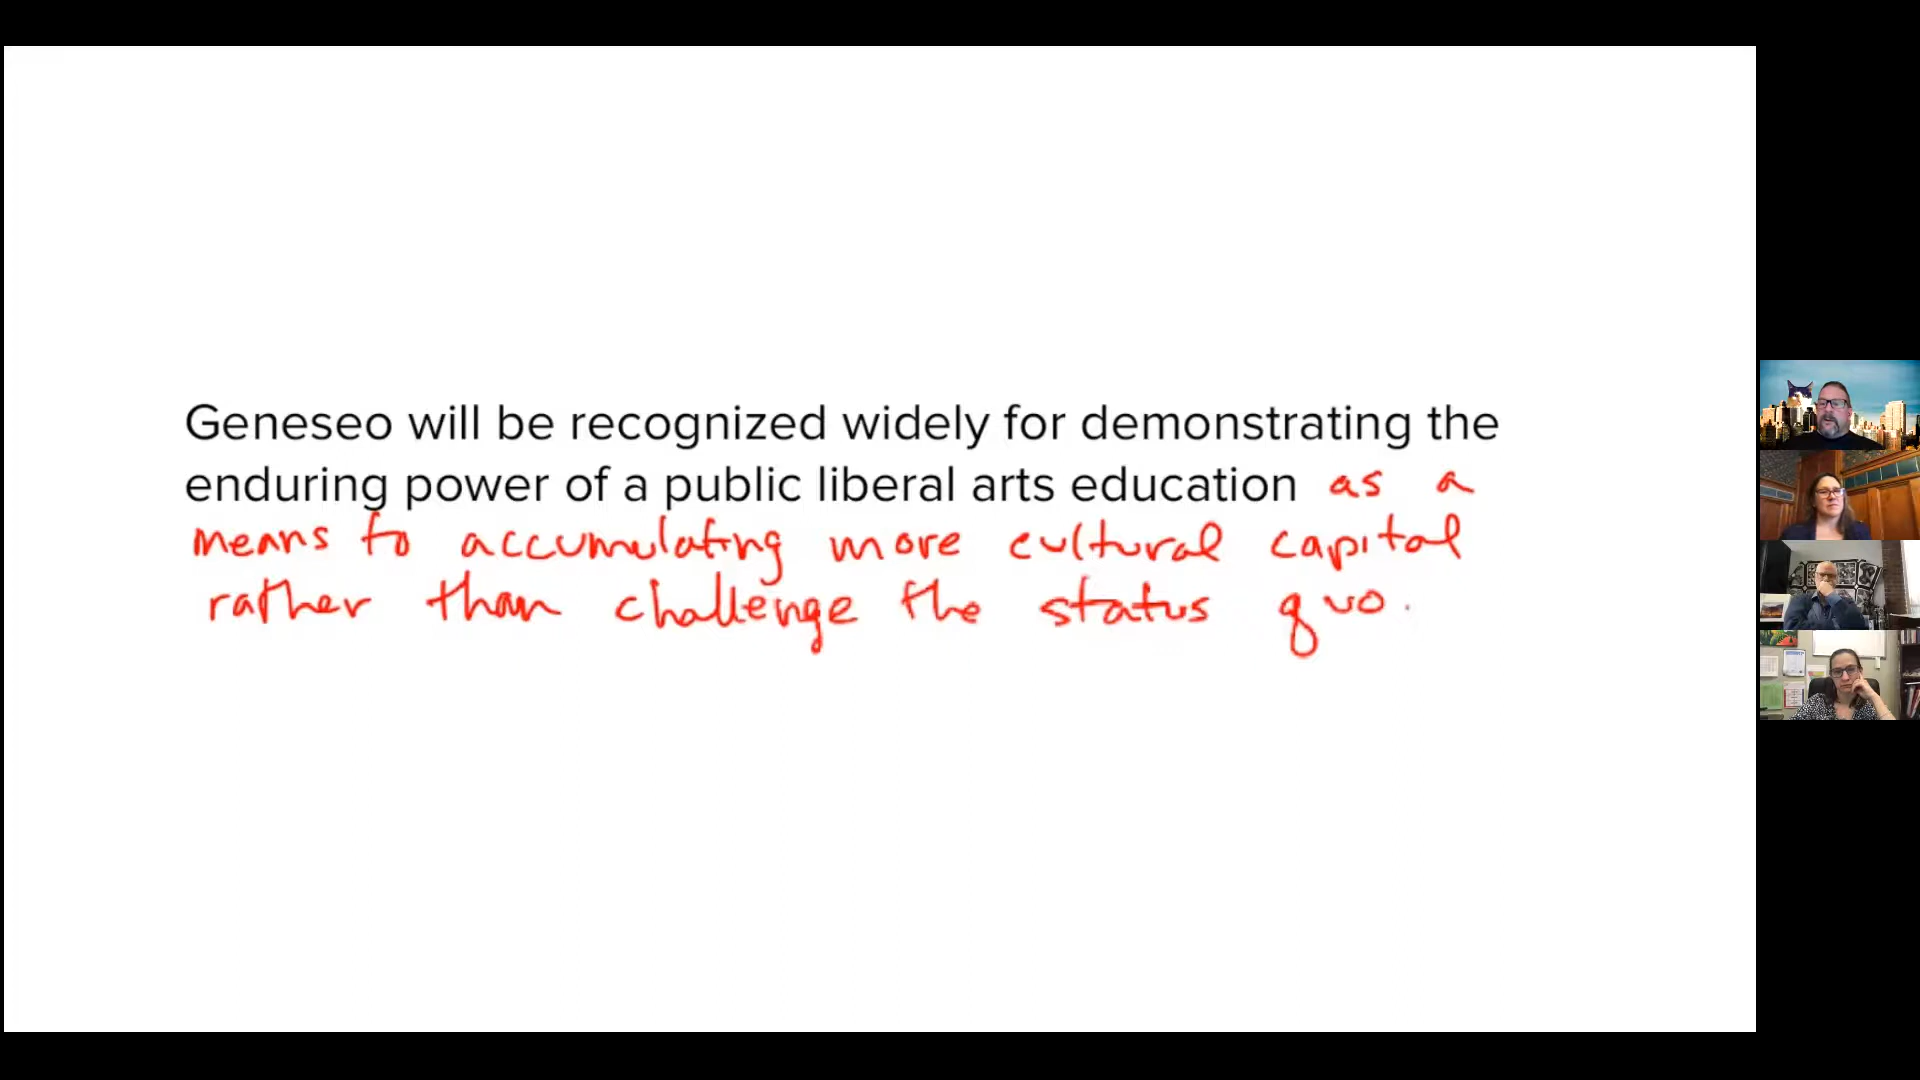 Geneseo will be recognized widely for demonstrating the
enduring power of a public liberal arts education as a
means to accumulating more cultural capital
rather than challenge the status quo.